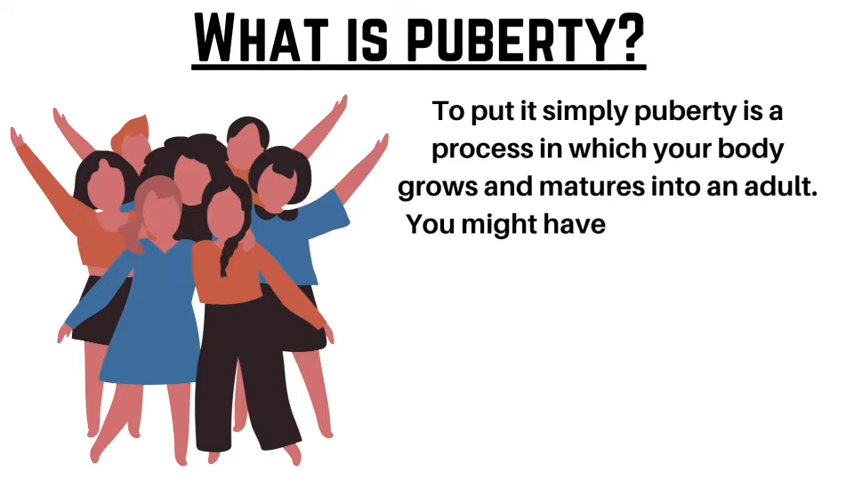 WHAT IS PUBERTY?
To put it simply puberty is a
process in which your body
grows and matures into an adult.
You might have